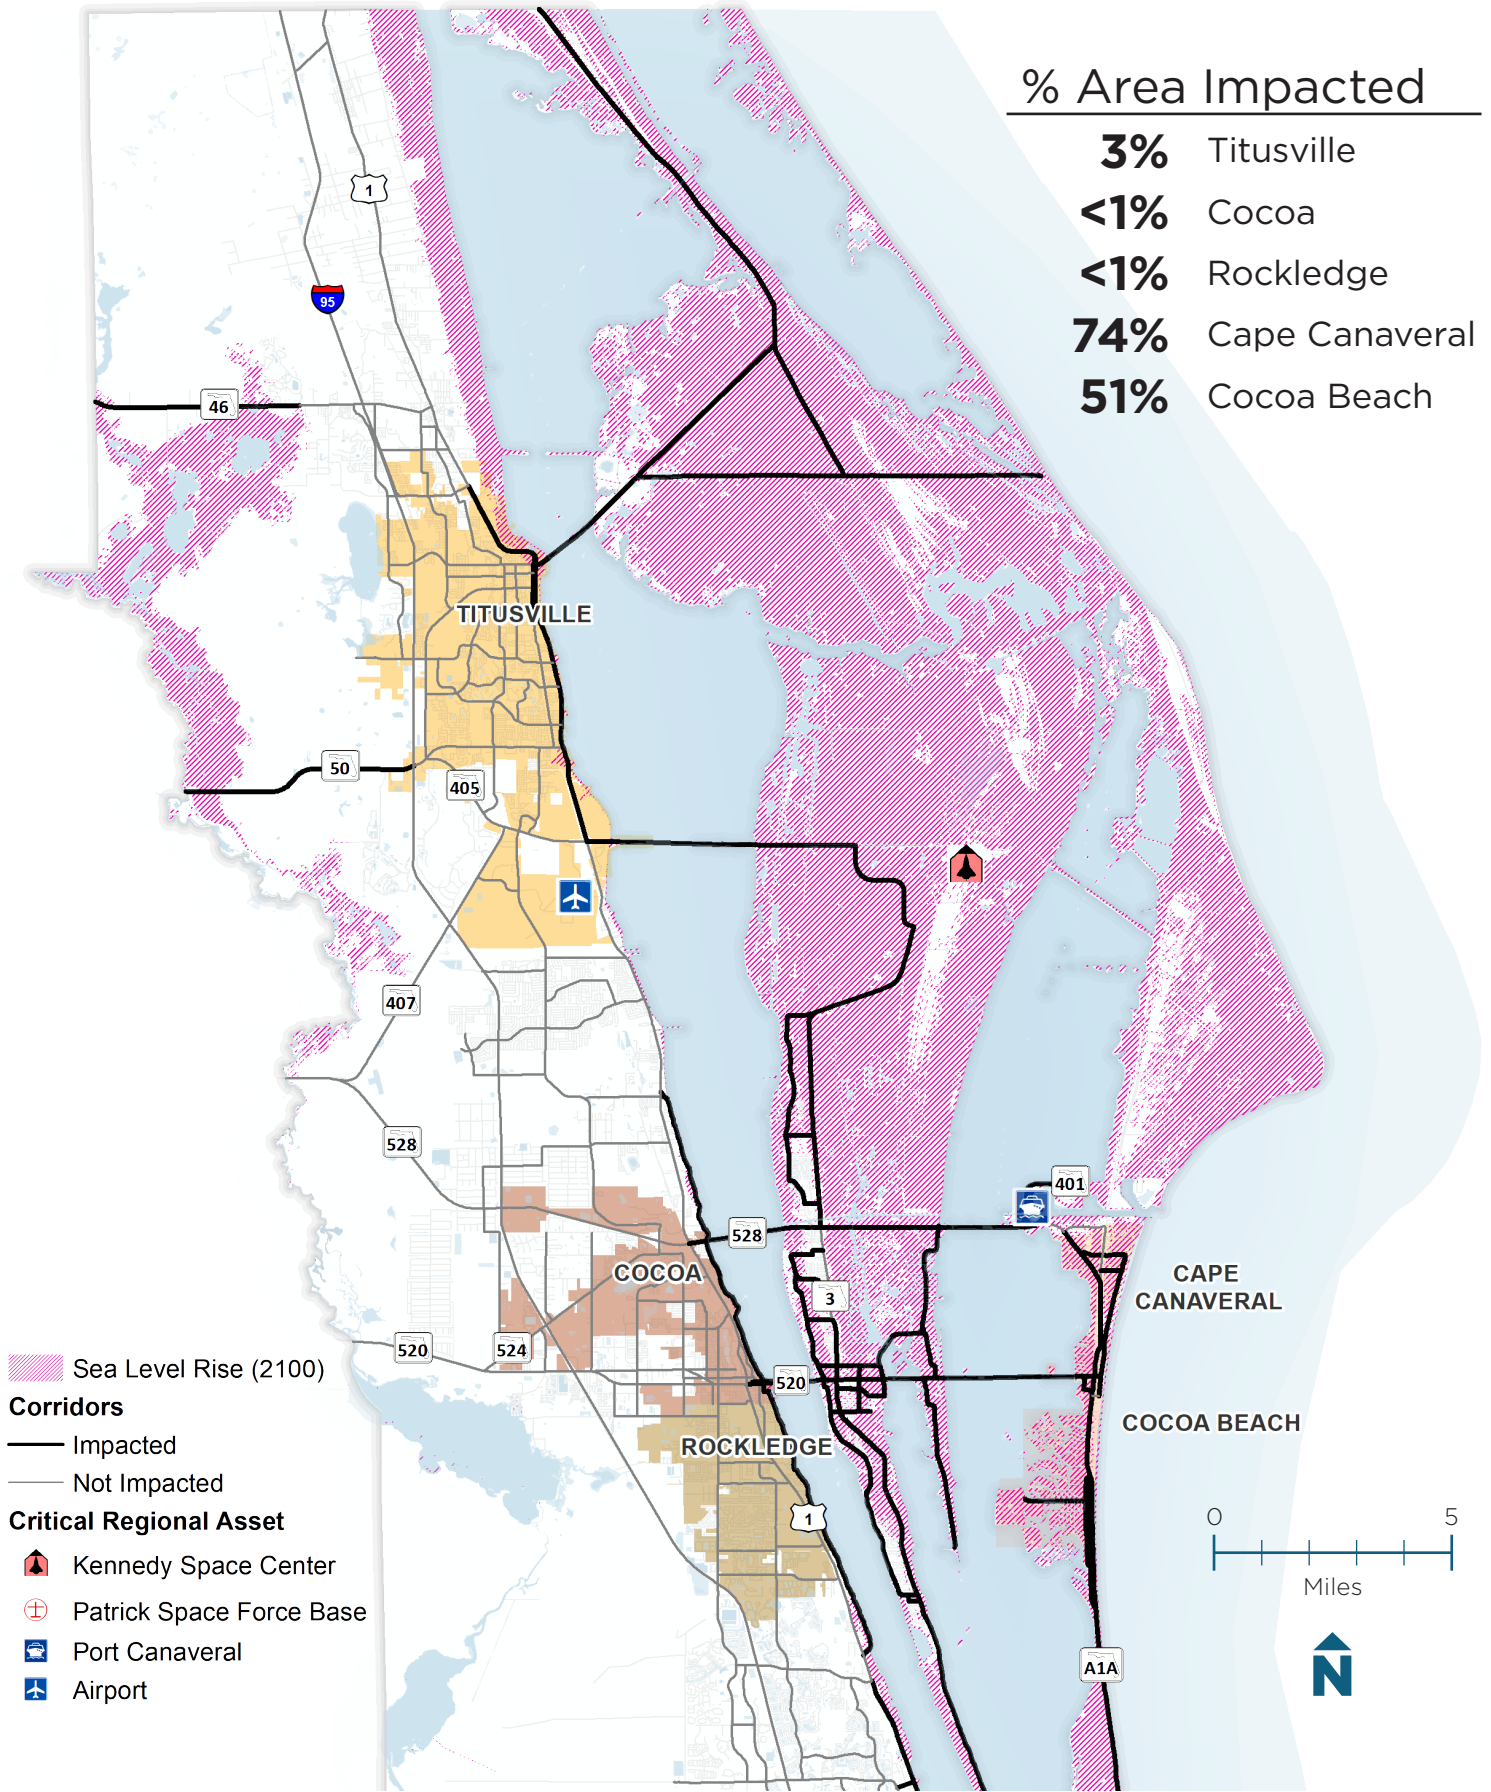 % Area Impacted
3% Titusville
<1% Cocoa
<1% Rockledge
74% Cape Canaveral
51% Cocoa Beach
1
95
46
TITUSVILLE
50
405
407
528
401
528
COCOA
CAPE
CANAVERAL
3
520
524
520
COCOA BEACH
ROCKLEDGE
1
A1A
Sea Level Rise (2100)
Corridors
Impacted
Not Impacted
Critical Regional Asset
Kennedy Space Center
Patrick Space Force Base
Port Canaveral
Airport
0 5
Miles
N